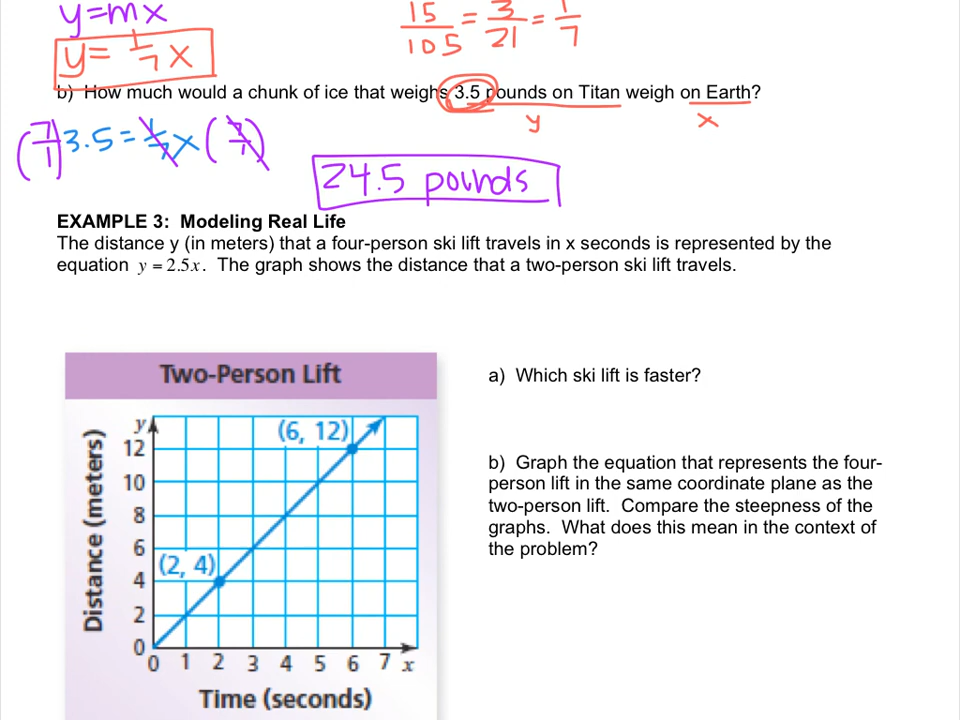 y=mx
y= 1/7 x
15/105 = 3/21 = 1/7
b) How much would a chunk of ice that weighs 3.5 pounds on Titan weigh on Earth?
y x
(7/1) 3.5 = 1/7 x (7/1)
24.5 pounds
EXAMPLE 3: Modeling Real Life
The distance y (in meters) that a four-person ski lift travels in x seconds is represented by the
equation y = 2.5x. The graph shows the distance that a two-person ski lift travels.
Two-Person Lift
Distance (meters)
y
12
10
8
6
4
2
0
(6, 12)
(2, 4)
0 1 2 3 4 5 6 7 x
Time (seconds)
a) Which ski lift is faster?
b) Graph the equation that represents the four-
person lift in the same coordinate plane as the
two-person lift. Compare the steepness of the
graphs. What does this mean in the context of
the problem?